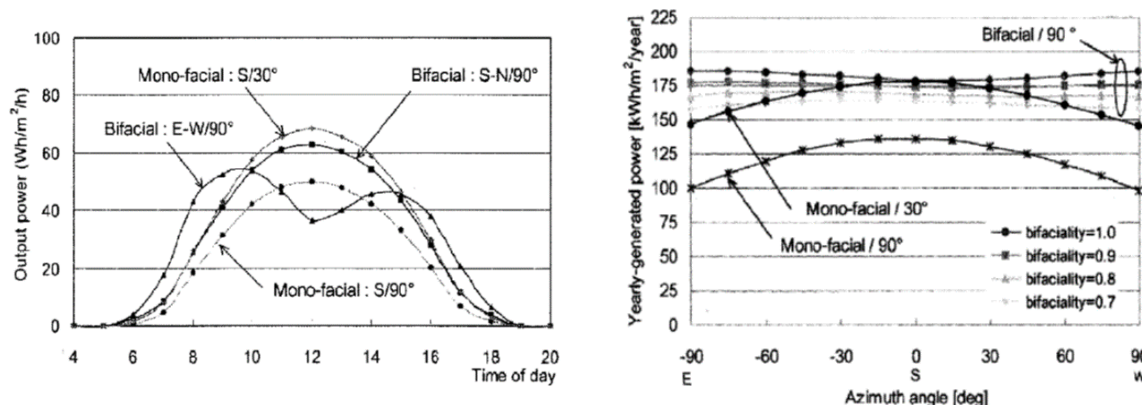 100
80
60
40
20
0
Output power (Wh/m²/h)
Mono-facial : S/30°
Bifacial : S-N/90°
Bifacial : E-W/90°
Mono-facial : S/90°
4 6 8 10 12 14 16 18 20
Time of day
225
200
175
150
125
100
75
50
25
0
Yearly-generated power [kWh/m²/year]
Bifacial / 90°
Mono-facial / 30°
Mono-facial / 90°
bifaciality=1.0
bifaciality=0.9
bifaciality=0.8
bifaciality=0.7
-90 -60 -30 0 30 60 90
E S W
Azimuth angle [deg]